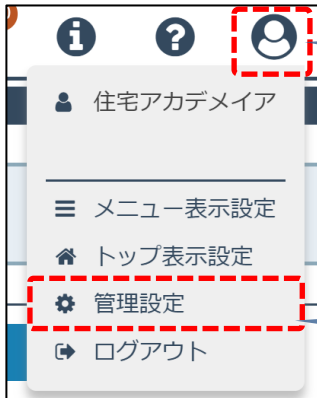 住宅アカデメイア
メニュー表示設定
トップ表示設定
管理設定
ログアウト